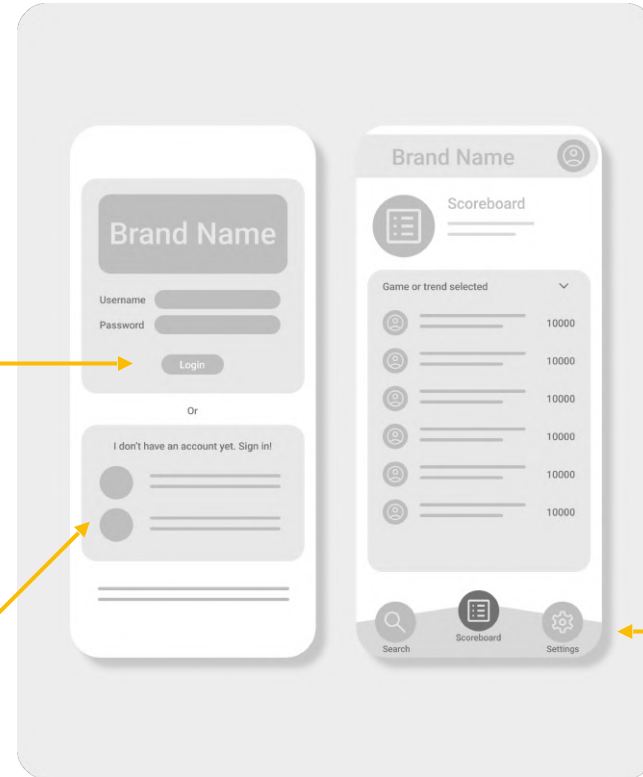 Brand Name
Username
Password
Login
Or
I don't have an account yet. Sign in!
Brand Name
Scoreboard
Game or trend selected
10000
10000
10000
10000
10000
10000
Search
Scoreboard
Settings